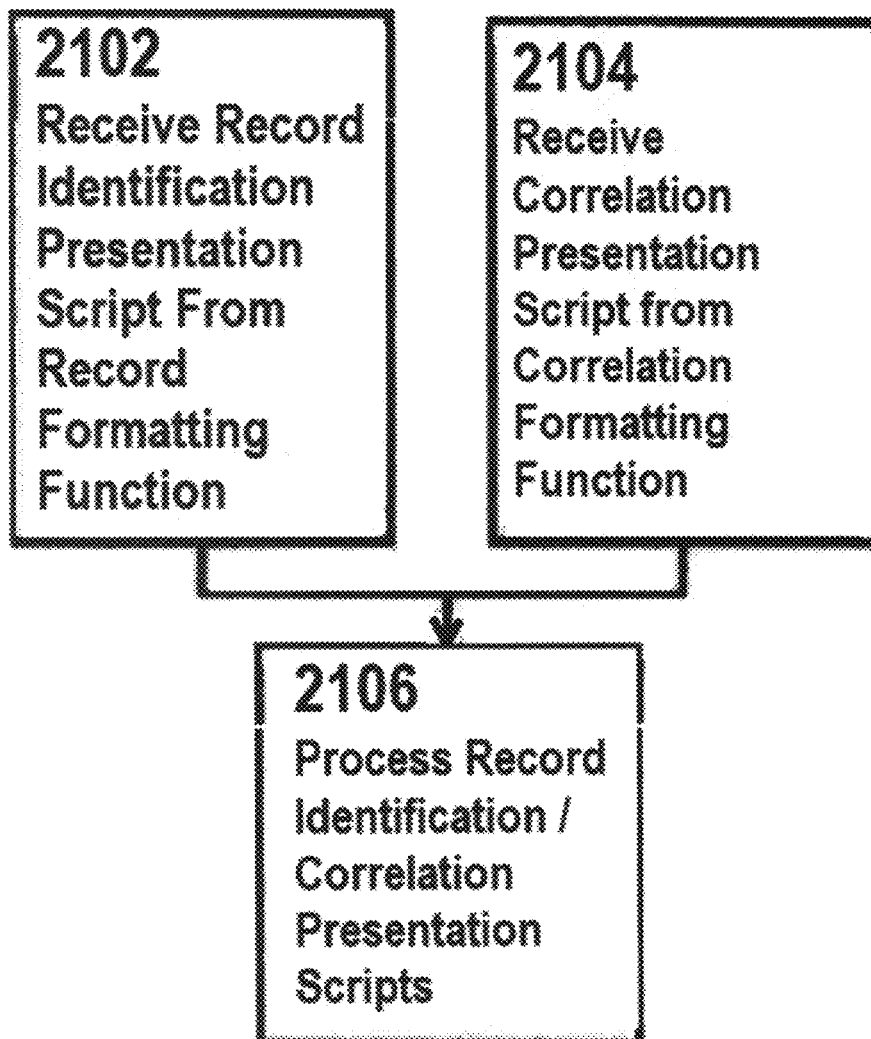 2102
Receive Record
Identification
Presentation
Script From
Record
Formatting
Function
2104
Receive
Correlation
Presentation
Script from
Correlation
Formatting
Function
2106
Process Record
Identification /
Correlation
Presentation
Scripts